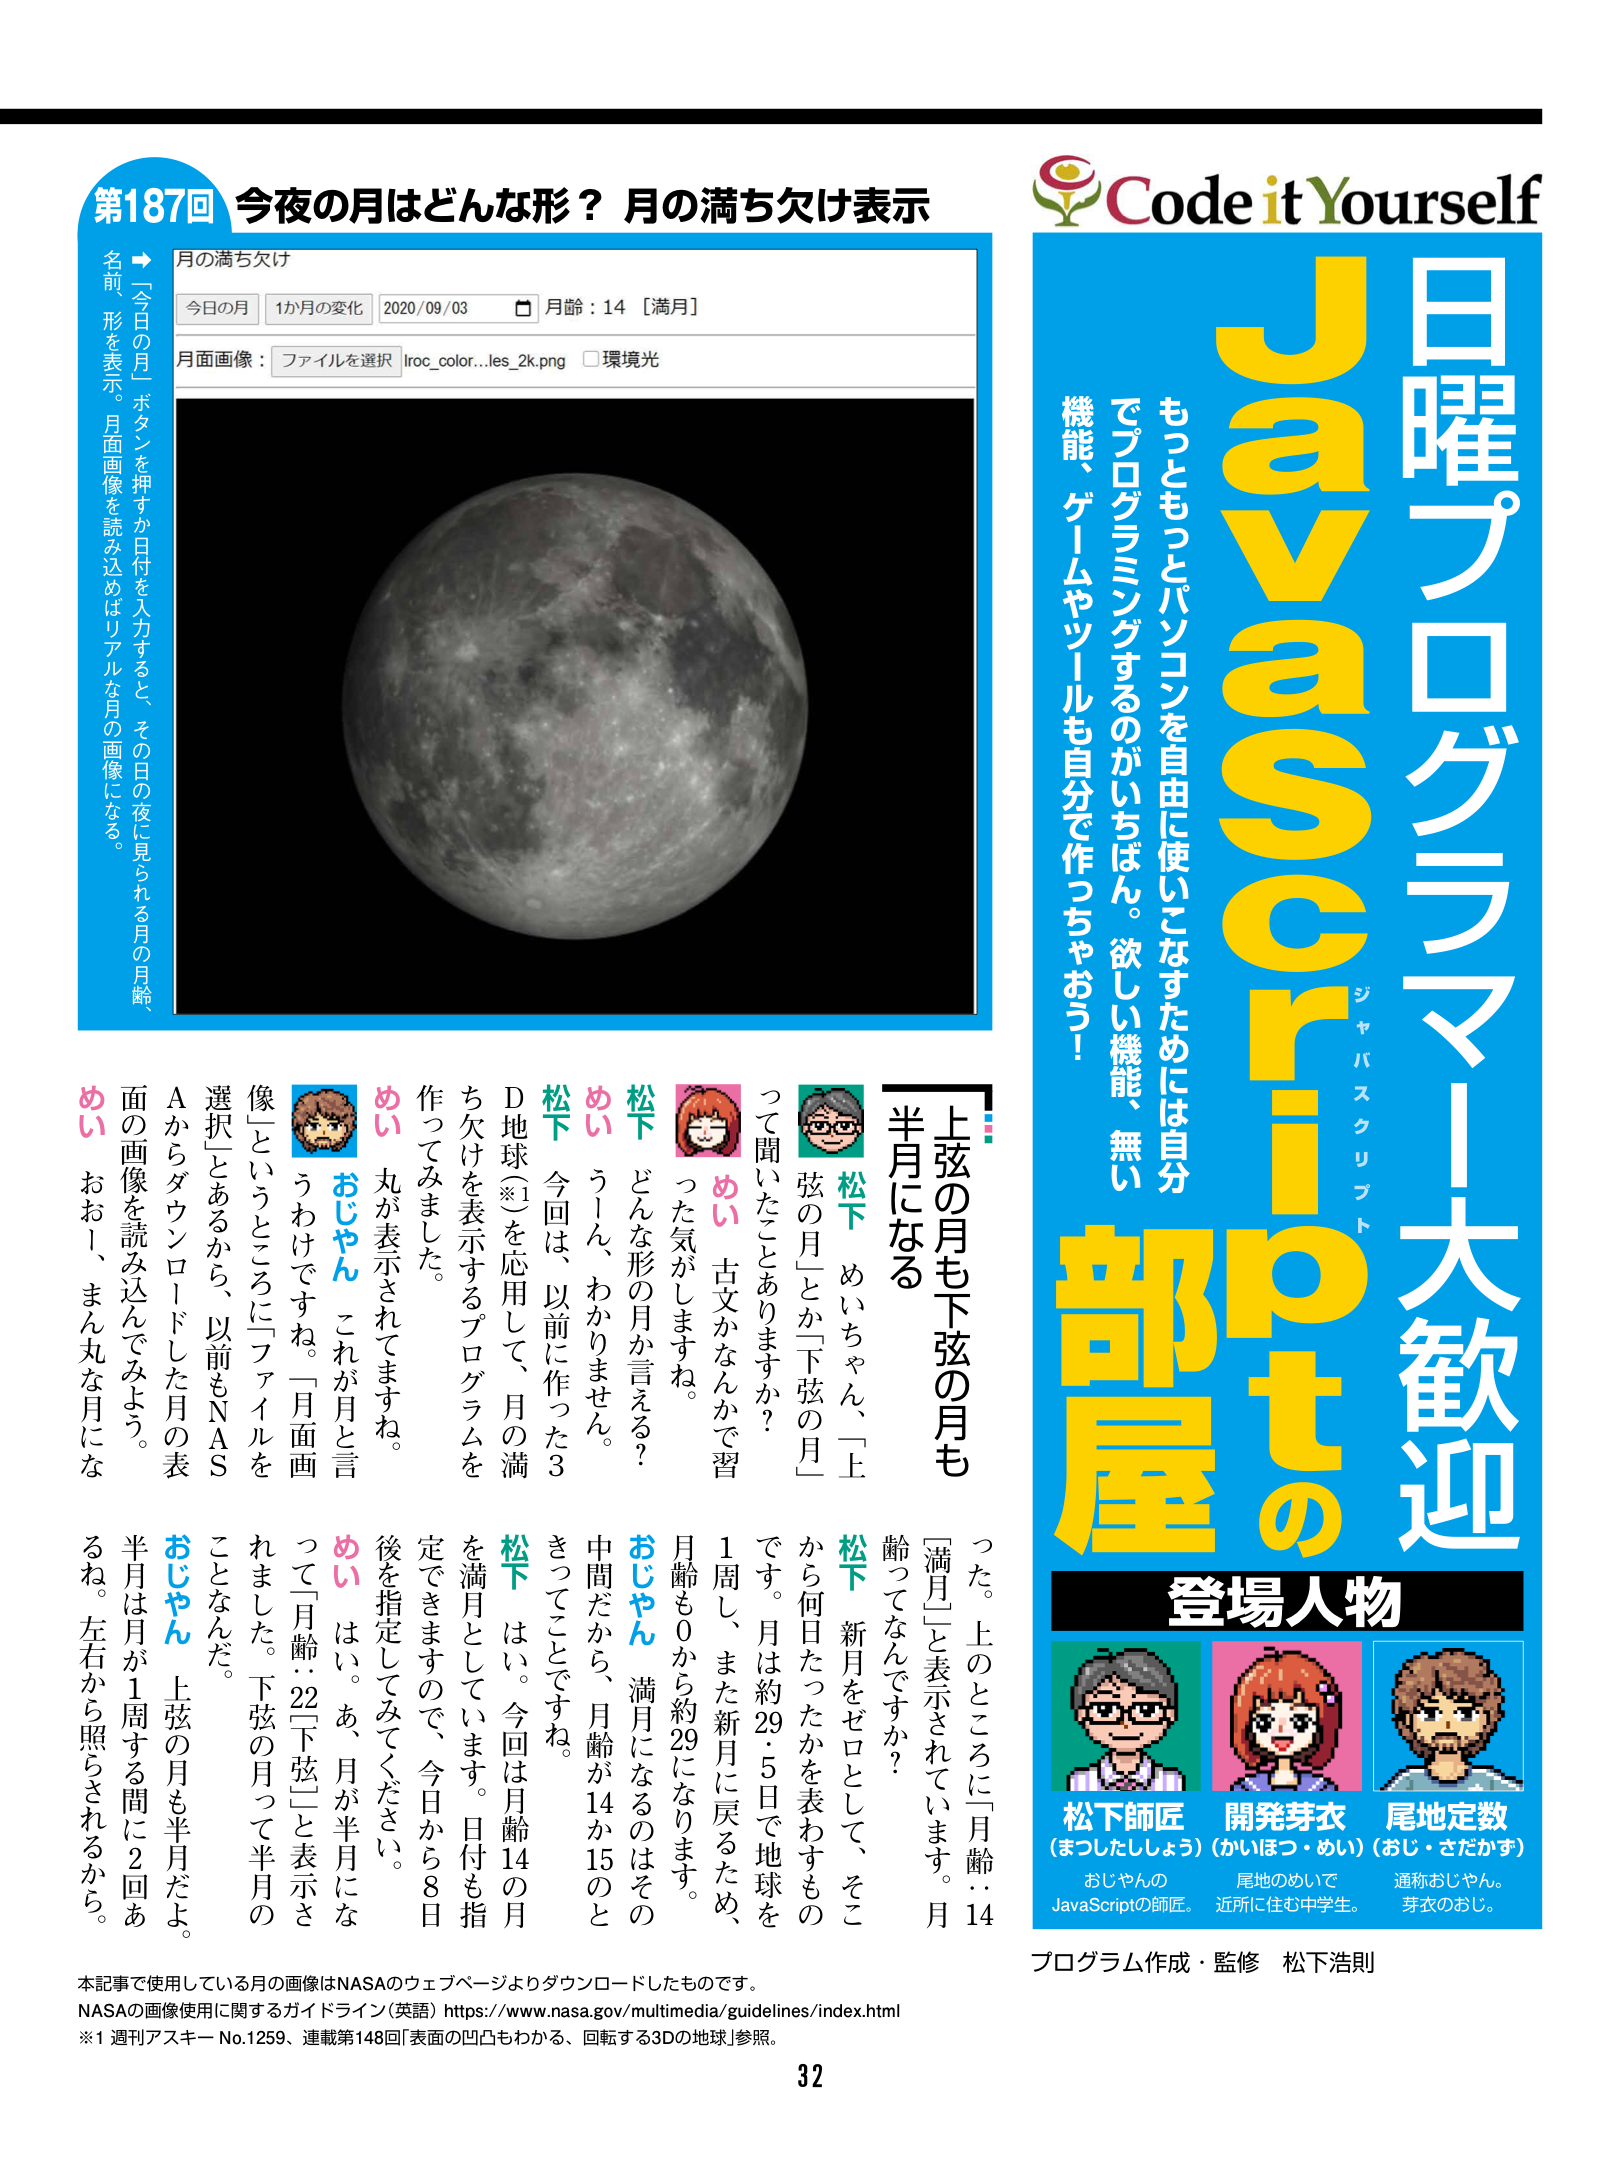 Code it Yourself
日曜プログラマー大歓迎
JavaScriptの
ジャバスクリプト
部屋
もっともっとパソコンを自由に使いこなすためには自分
でプログラミングするのがいちばん。欲しい機能、無い
機能、ゲームやツールも自分で作っちゃおう！
登場人物
松下師匠
（まつしたししょう）
おじやんの
JavaScriptの師匠。
開発芽衣
（かいほつ・めい）
尾地のめいで
近所に住む中学生。
尾地定数
（おじ・さだかず）
通称おじやん。
芽衣のおじ。
プログラム作成・監修　松下浩則
第187回
今夜の月はどんな形？ 月の満ち欠け表示
月の満ち欠け
今日の月 1か月の変化 2020/09/03 月齢：14 ［満月］
月面画像： ファイルを選択 lroc_color...les_2k.png 環境光
➡「今日の月」ボタンを押すか日付を入力すると、その日の夜に見られる月の月齢、
名前、形を表示。月面画像を読み込めばリアルな月の画像になる。
上弦の月も下弦の月も
半月になる
松下　めいちゃん、「上
弦の月」とか「下弦の月」
って聞いたことありますか？
めい　古文かなんかで習
った気がしますね。
松下　どんな形の月か言える？
めい　うーん、わかりません。
松下　今回は、以前に作った3
D地球（※1）を応用して、月の満
ち欠けを表示するプログラムを
作ってみました。
めい　丸が表示されてますね。
おじやん　これが月と言
うわけですね。「月面画
像」というところに「ファイルを
選択」とあるから、以前もNAS
Aからダウンロードした月の表
面の画像を読み込んでみよう。
めい　おおー、まん丸な月にな
った。上のところに「月齢：14
［満月］」と表示されています。月
齢ってなんですか？
松下　新月をゼロとして、そこ
から何日たったかを表わすもの
です。月は約29・5日で地球を
1周し、また新月に戻るため、
月齢も0から約29になります。
おじやん　満月になるのはその
中間だから、月齢が14か15のと
きってことですね。
松下　はい。今回は月齢14の月
を満月としています。日付も指
定できますので、今日から8日
後を指定してみてください。
めい　はい。あ、月が半月にな
って「月齢：22［下弦］」と表示さ
れました。下弦の月って半月の
ことなんだ。
おじやん　上弦の月も半月だよ。
半月は月が1周する間に2回あ
るね。左右から照らされるから。
本記事で使用している月の画像はNASAのウェブページよりダウンロードしたものです。
NASAの画像使用に関するガイドライン（英語） https://www.nasa.gov/multimedia/guidelines/index.html
※1 週刊アスキー No.1259、連載第148回「表面の凹凸もわかる、回転する3Dの地球」参照。
32